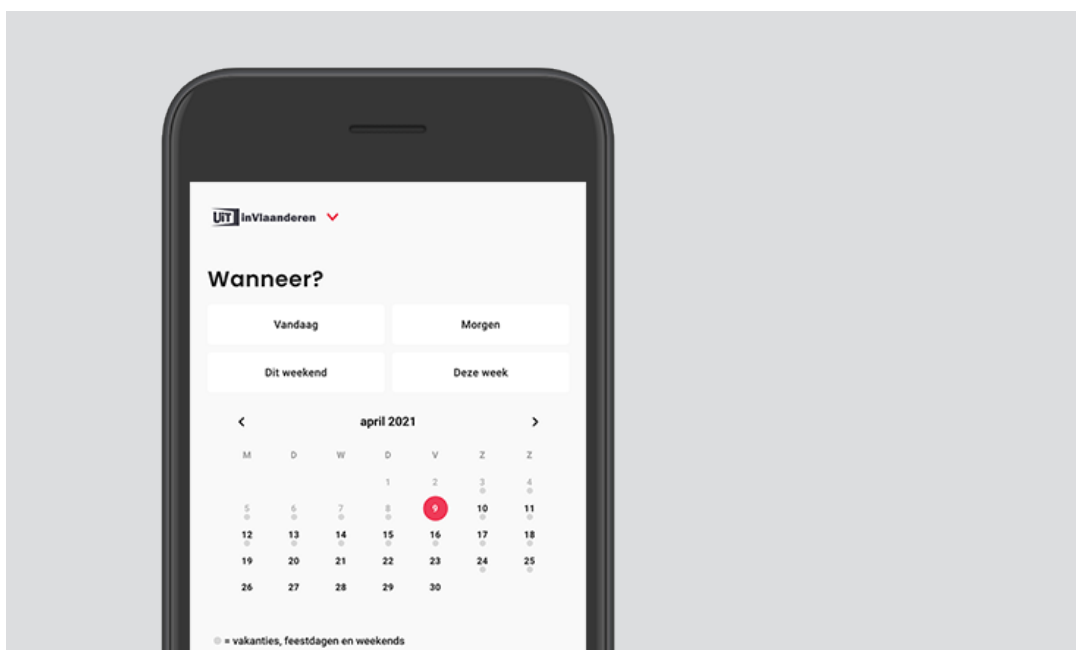 UiT inVlaanderen
Wanneer?
Vandaag Morgen
Dit weekend Deze week
april 2021
M D W D V Z Z
1 2 3 4
5 6 7 8 9 10 11
12 13 14 15 16 17 18
19 20 21 22 23 24 25
26 27 28 29 30
= vakanties, feestdagen en weekends